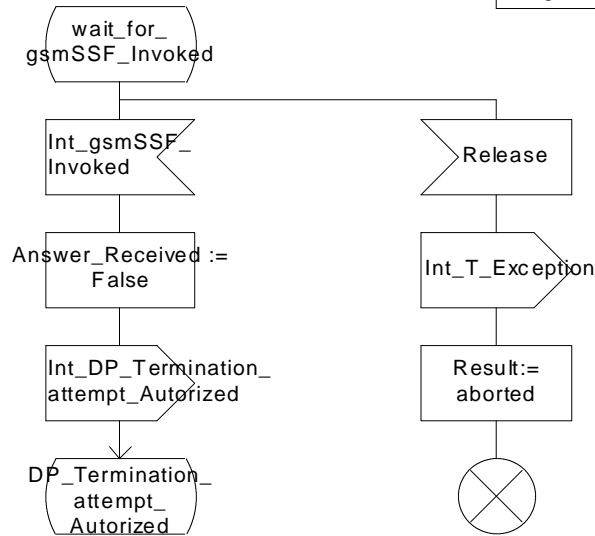 wait_for_
gsmSSF_Invoked
Int_gsmSSF_
Invoked
Release
Answer_Received :=
False
Int_T_Exception
Int_DP_Termination_
attempt_Autorized
Result:=
aborted
DP_Termination_
attempt_
Autorized